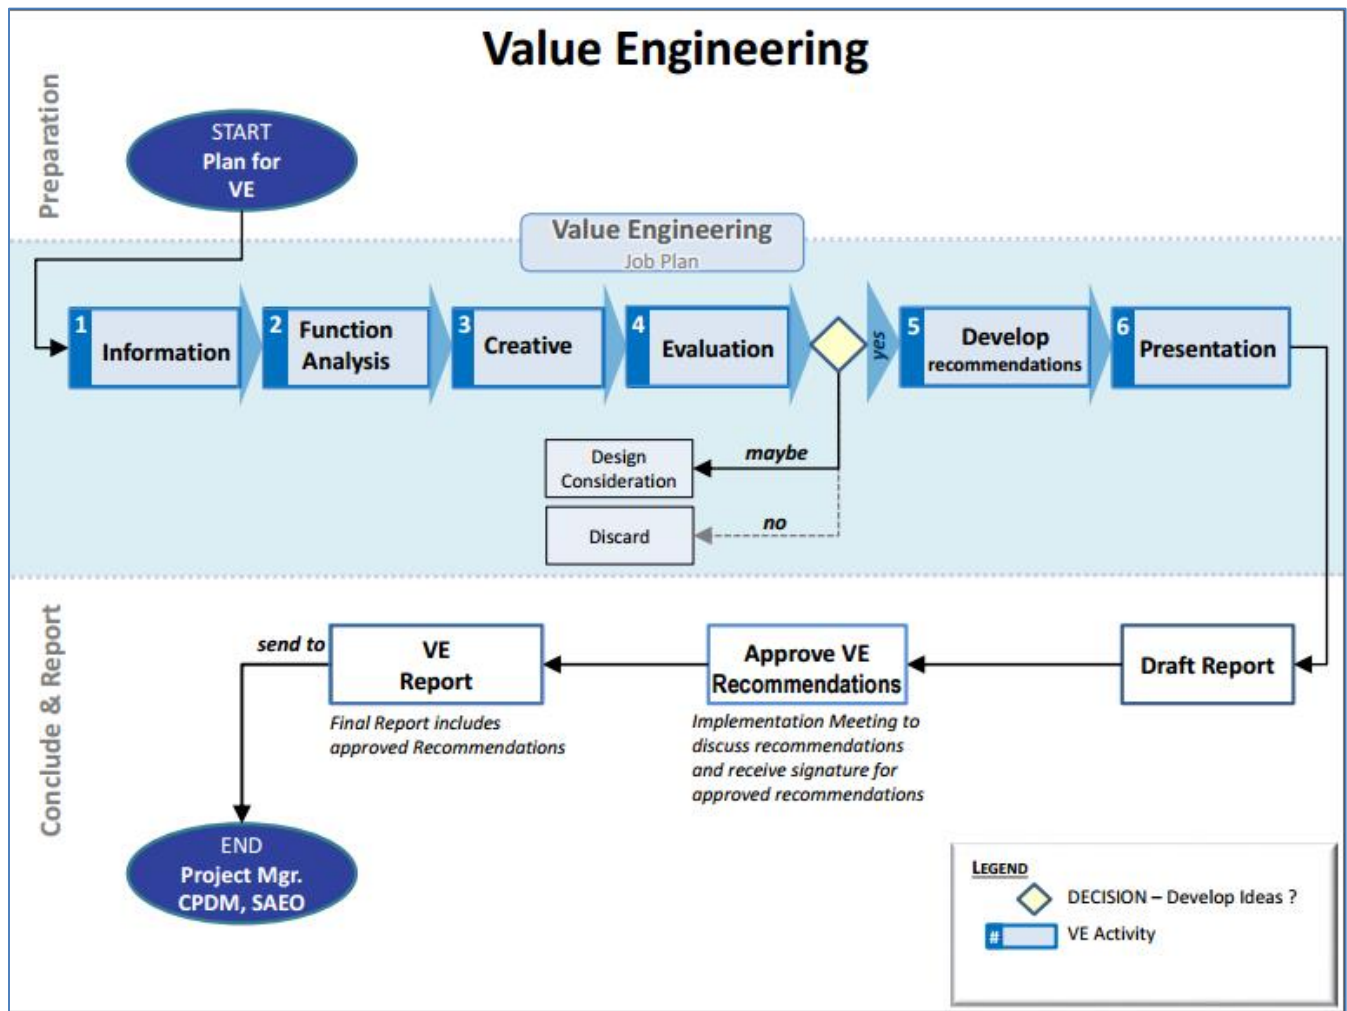 Value Engineering
Preparation
START
Plan for
VE
Value Engineering
Job Plan
1
Information
2
Function
Analysis
3
Creative
4
Evaluation
yes
5
Develop
recommendations
6
Presentation
Design
Consideration
maybe
Discard
no
Conclude & Report
send to
VE
Report
Final Report includes
approved Recommendations
Approve VE
Recommendations
Implementation Meeting to
discuss recommendations
and receive signature for
approved recommendations
Draft Report
END
Project Mgr.
CPDM, SAEO
LEGEND
DECISION – Develop Ideas ?
#
VE Activity